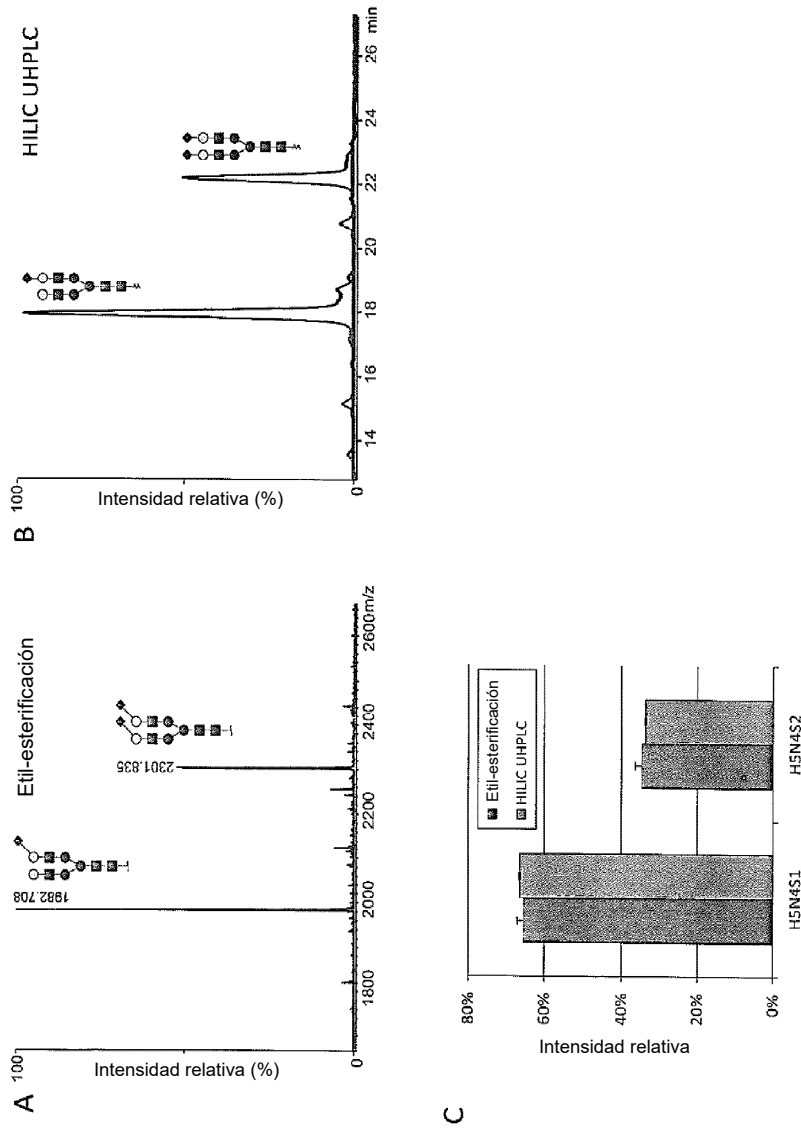 A
Etil-esterificación
100
0
Intensidad relativa (%)
1982.708
2301.835
1800
2000
2200
2400
2600
m/z
B
HILIC UHPLC
100
0
Intensidad relativa (%)
14
16
18
20
22
24
26
min
C
80%
60%
40%
20%
0%
Intensidad relativa
Etil-esterificación
HILIC UHPLC
H5N4S1
H5N4S2